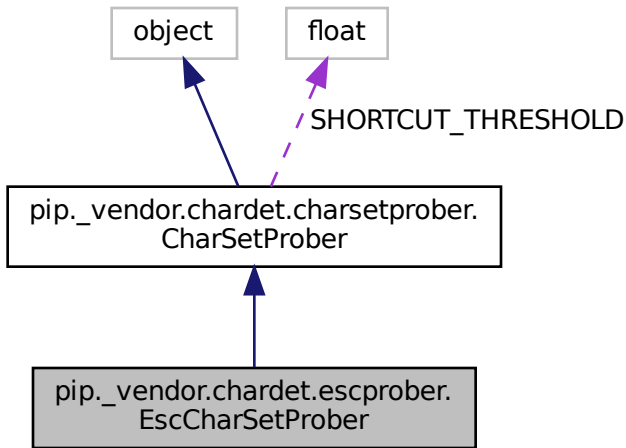 object
float
SHORTCUT_THRESHOLD
pip._vendor.chardet.charsetprober.
CharSetProber
pip._vendor.chardet.escprober.
EscCharSetProber